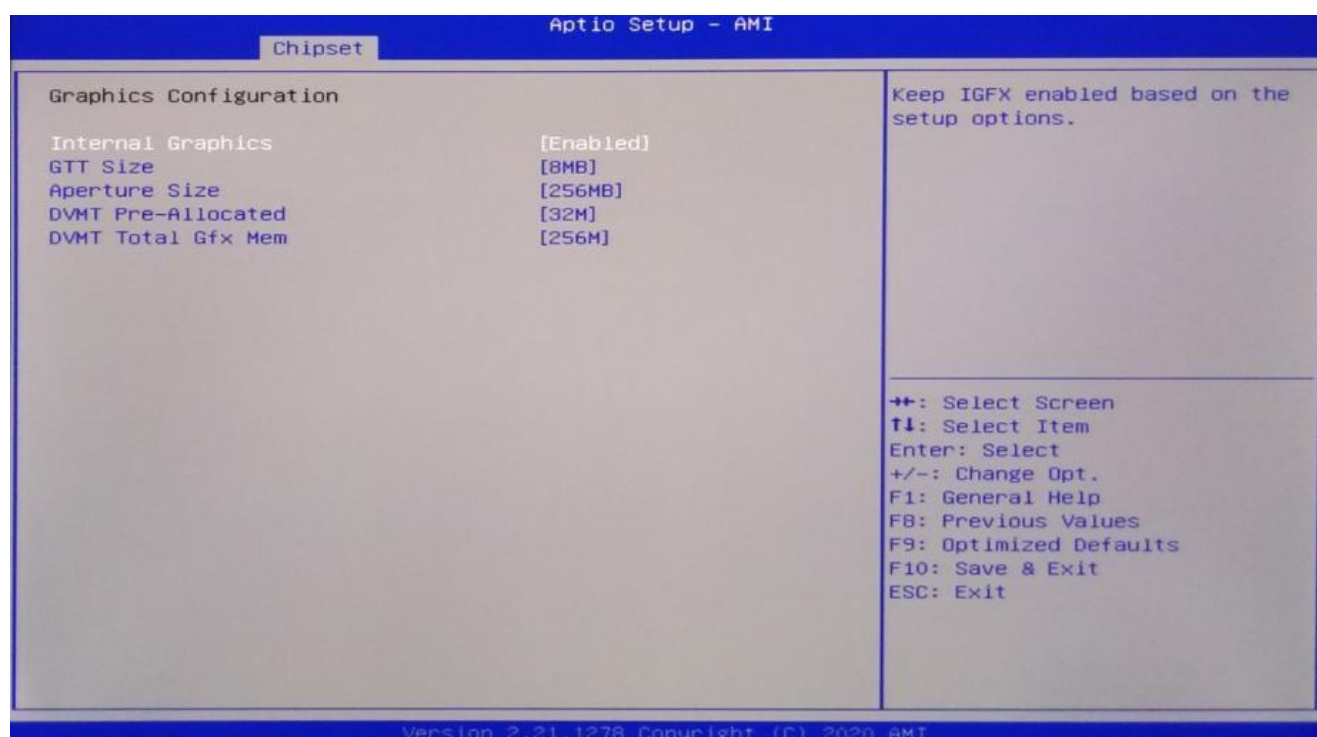 Aptio Setup - AMI
Chipset
Graphics Configuration
Internal Graphics [Enabled]
GTT Size [8MB]
Aperture Size [256MB]
DVMT Pre-Allocated [32M]
DVMT Total Gfx Mem [256M]
Keep IGFX enabled based on the
setup options.
→←: Select Screen
↑↓: Select Item
Enter: Select
+/-: Change Opt.
F1: General Help
F8: Previous Values
F9: Optimized Defaults
F10: Save & Exit
ESC: Exit
Version 2.21.1278 Copyright (C) 2020 AMI